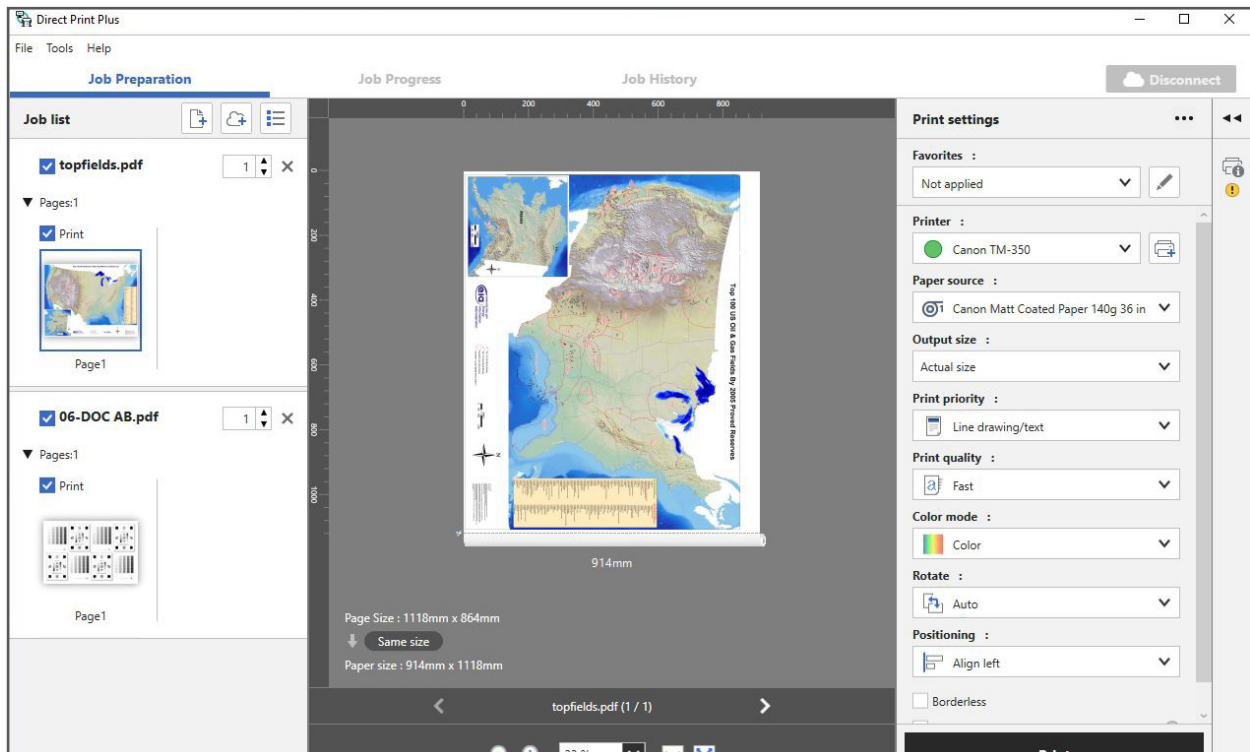 Direct Print Plus
File Tools Help
Job Preparation Job Progress Job History Disconnect
Job list
topfields.pdf 1
Pages:1
Print
Page1
06-DOC AB.pdf 1
Pages:1
Print
Page1
0 200 400 600 800
0
200
400
600
800
1000
Top 100 US Oil & Gas Fields By 2005 Proved Reserves
eia
N
914mm
Page Size : 1118mm x 864mm
Same size
Paper size : 914mm x 1118mm
topfields.pdf (1 / 1)
Print settings
Favorites :
Not applied
Printer :
Canon TM-350
Paper source :
1 Canon Matt Coated Paper 140g 36 in
Output size :
Actual size
Print priority :
Line drawing/text
Print quality :
a Fast
Color mode :
Color
Rotate :
Auto
Positioning :
Align left
Borderless
Print